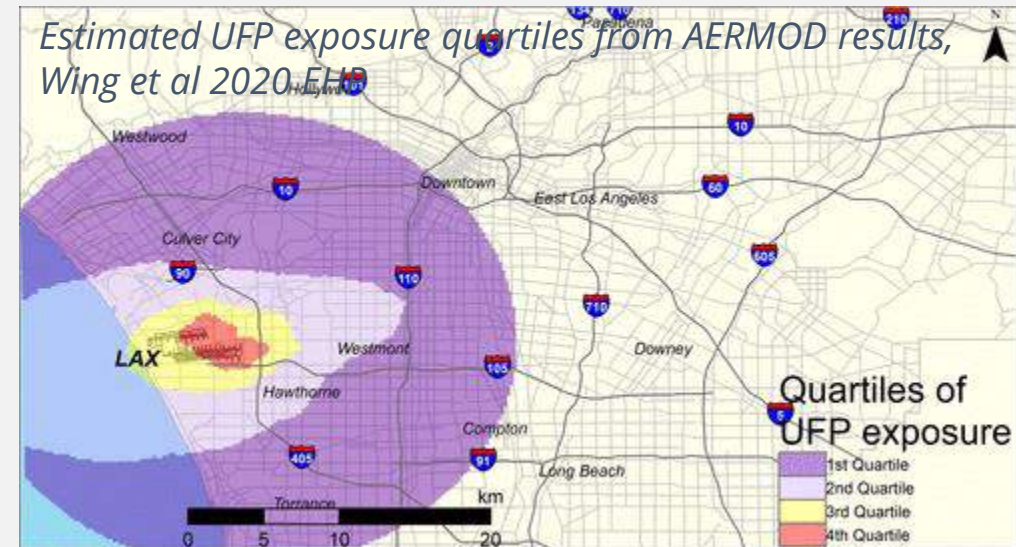 Estimated UFP exposure quartiles from AERMOD results,
Wing et al 2020 EHP
134
710
Pasadena
210
N
5
101
10
Westwood
60
10
Downtown
East Los Angeles
Culver City
605
90
110
710
LAX
Westmont
Downey
105
Hawthorne
Quartiles of
UFP exposure
5
Compton
405
91
Long Beach
1st Quartile
2nd Quartile
3rd Quartile
4th Quartile
km
Torrance
0 5 10 20